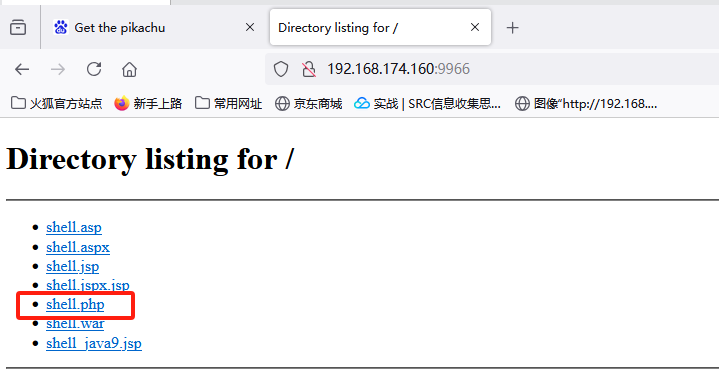 Get the pikachu
Directory listing for /
192.168.174.160:9966
火狐官方站点 新手上路 常用网址 京东商城 实战 | SRC信息收集思... 图像"http://192.168....
Directory listing for /
shell.asp
shell.aspx
shell.jsp
shell.jspx.jsp
shell.php
shell.war
shell_java9.jsp